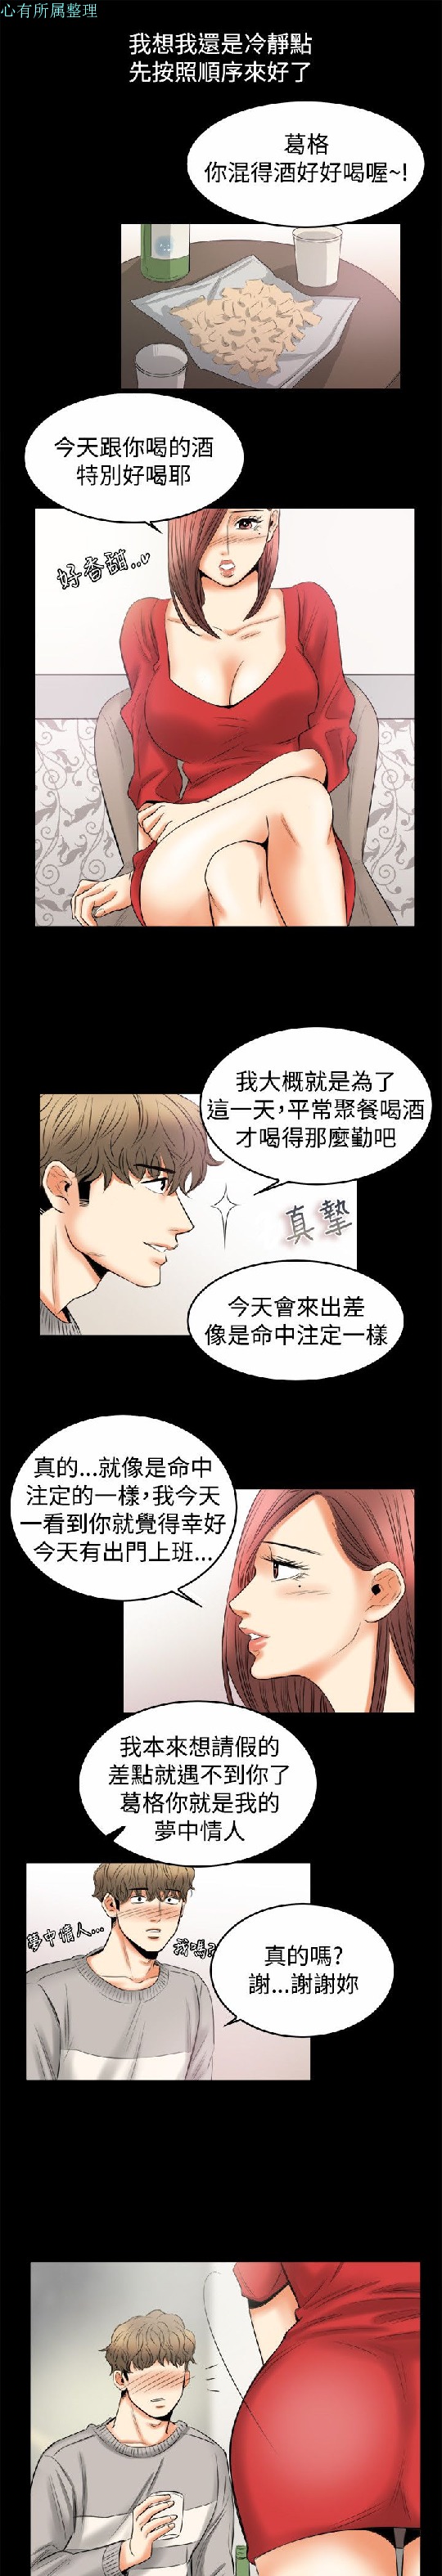 心有所属整理
我想我還是冷靜點
先按照順序來好了
葛格
你混得酒好好喝喔~!
今天跟你喝的酒
特別好喝耶
好香甜...
我大概就是為了
這一天,平常聚餐喝酒
才喝得那麼勤吧
真摯
今天會來出差
像是命中注定一樣
真的...就像是命中
注定的一樣,我今天
一看到你就覺得幸好
今天有出門上班...
我本來想請假的
差點就遇不到你了
葛格你就是我的
夢中情人
夢中情人...
我嗎?
真的嗎?
謝...謝謝妳